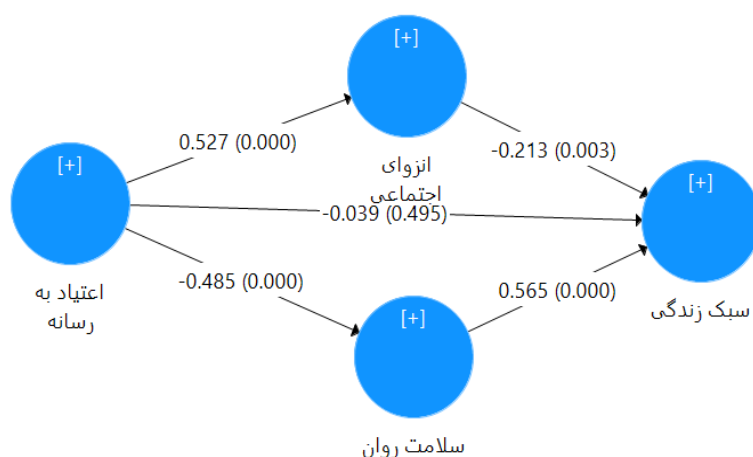 [+]
0.527 (0.000)
-0.213 (0.003)
انزوای
اجتماعی
[+]
[+]
-0.039 (0.495)
-0.485 (0.000)
0.565 (0.000)
اعتیاد به
رسانه
[+]
سبک زندگی
سلامت روان